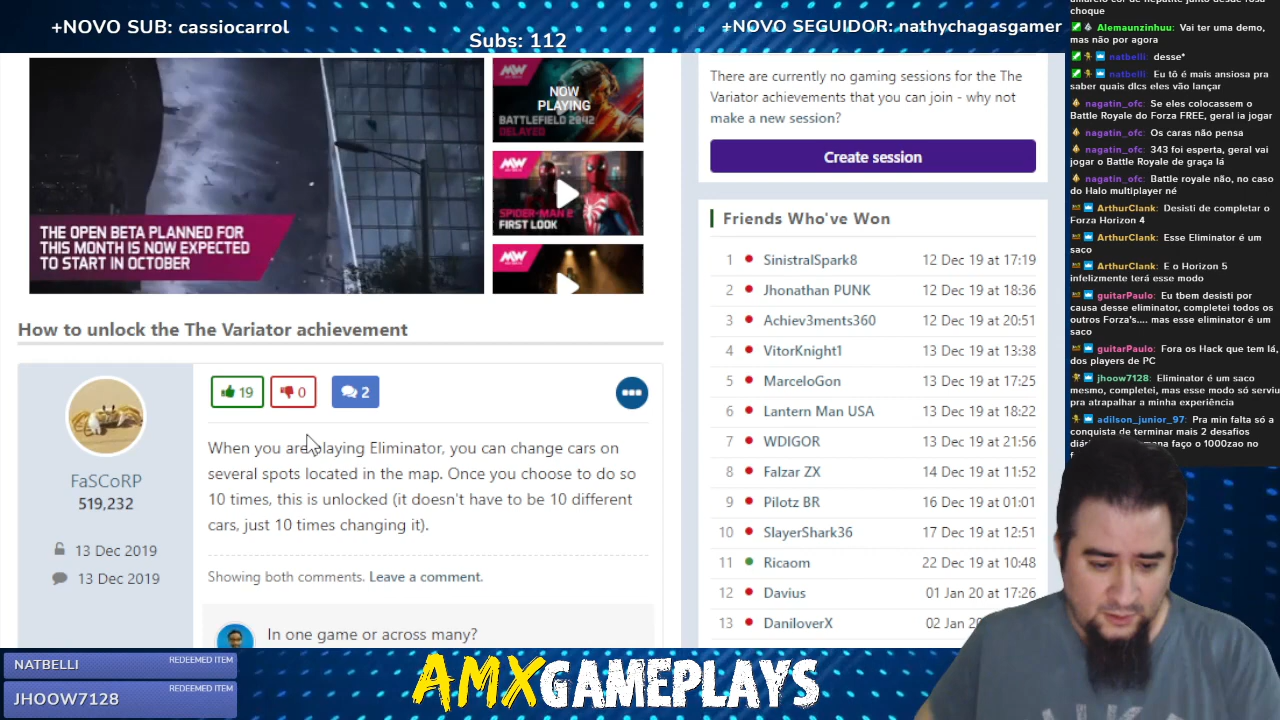 +NOVO SUB: cassiocarrol
Subs: 112
+NOVO SEGUIDOR: nathychagasgamer
MW
NOW
PLAYING
BATTLEFIELD 2042
DELAYED
MW
SPIDER-MAN 2
FIRST LOOK
THE OPEN BETA PLANNED FOR
THIS MONTH IS NOW EXPECTED
TO START IN OCTOBER
How to unlock the The Variator achievement
FaSCoRP
519,232
13 Dec 2019
13 Dec 2019
19
0
2
When you are playing Eliminator, you can change cars on
several spots located in the map. Once you choose to do so
10 times, this is unlocked (it doesn't have to be 10 different
cars, just 10 times changing it).
Showing both comments. Leave a comment.
In one game or across many?
There are currently no gaming sessions for the The
Variator achievements that you can join - why not
make a new session?
Create session
Friends Who've Won
1 SinistralSpark8 12 Dec 19 at 17:19
2 Jhonathan PUNK 12 Dec 19 at 18:36
3 Achiev3ments360 12 Dec 19 at 20:51
4 VitorKnight1 13 Dec 19 at 13:38
5 MarceloGon 13 Dec 19 at 17:25
6 Lantern Man USA 13 Dec 19 at 18:22
7 WDIGOR 13 Dec 19 at 21:56
8 Falzar ZX 14 Dec 19 at 11:52
9 Pilotz BR 16 Dec 19 at 01:01
10 SlayerShark36 17 Dec 19 at 12:51
11 Ricaom 22 Dec 19 at 10:48
12 Davius 01 Jan 20 at 17:26
13 DaniloverX 02 Jan 20
choque
Alemaunzinhuu: Vai ter uma demo,
mas não por agora
natbelli: desse*
natbelli: Eu tô é mais ansiosa pra
saber quais dlcs eles vão lançar
nagatin_ofc: Se eles colocassem o
Battle Royale do Forza FREE, geral ia jogar
nagatin_ofc: Os caras não pensa
nagatin_ofc: 343 foi esperta, geral vai
jogar o Battle Royale de graça lá
nagatin_ofc: Battle royale não, no caso
do Halo multiplayer né
ArthurClank: Desisti de completar o
Forza Horizon 4
ArthurClank: Esse Eliminator é um
saco
ArthurClank: E o Horizon 5
infelizmente terá esse modo
guitarPaulo: Eu tbem desisti por
causa desse eliminator, completei todos os
outros Forza's.... mas esse eliminator é um
saco
guitarPaulo: Fora os Hack que tem lá,
dos players de PC
jhoow7128: Eliminator é um saco
mesmo, completei, mas esse modo só serviu
pra atrapalhar a minha experiência
adilson_junior_97: Pra mim falta só a
conquista de terminar mais 2 desafios
faço o 1000zao no
NATBELLI
REDEEMED ITEM
JHOOW7128
REDEEMED ITEM
AMXGAMEPLAYS